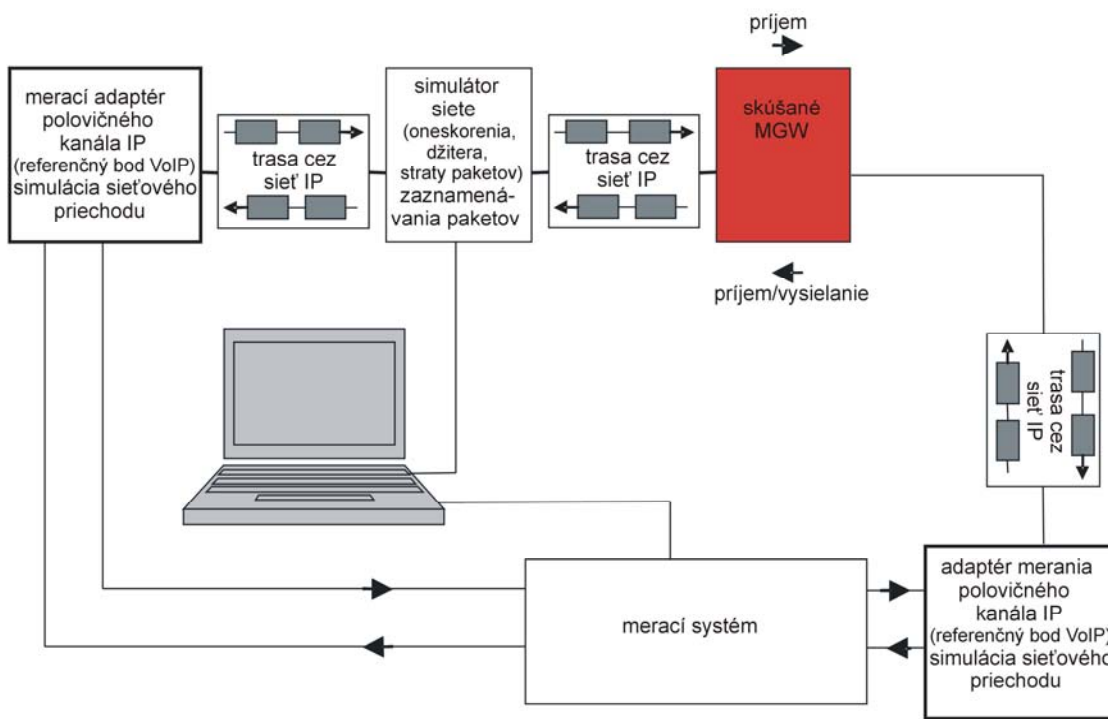 príjem
merací adaptér
polovičného
kanála IP
(referenčný bod VoIP)
simulácia sieťového
priechodu
trasa cez
sieť IP
simulátor
siete
(oneskorenia,
džitera,
straty paketov)
zaznamená-
vania paketov
trasa cez
sieť IP
skúšané
MGW
príjem/vysielanie
trasa cez
sieť IP
merací systém
adaptér merania
polovičného
kanála IP
(referenčný bod VoIP)
simulácia sieťového
priechodu